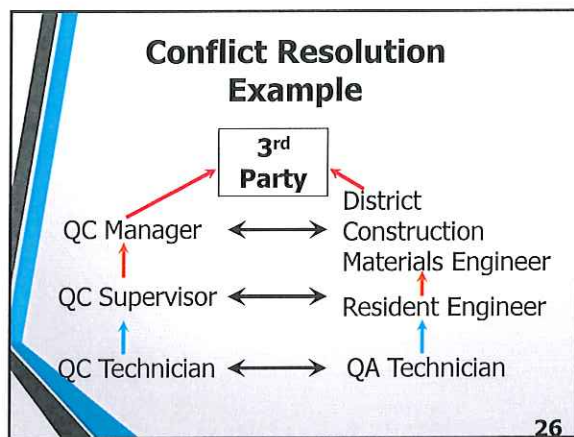 Conflict Resolution
Example
3rd
Party
District
QC Manager
Construction
Materials Engineer
QC Supervisor
Resident Engineer
QC Technician
QA Technician
26